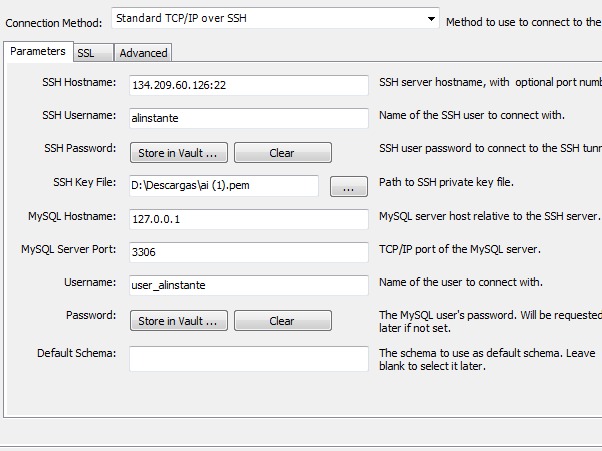 Connection Method: Standard TCP/IP over SSH Method to use to connect to the
Parameters SSL Advanced
SSH Hostname: 134.209.60.126:22 SSH server hostname, with optional port numb
SSH Username: alinstante Name of the SSH user to connect with.
SSH Password: Store in Vault ... Clear SSH user password to connect to the SSH tunn
SSH Key File: D:\Descargas\ai (1).pem ... Path to SSH private key file.
MySQL Hostname: 127.0.0.1 MySQL server host relative to the SSH server.
MySQL Server Port: 3306 TCP/IP port of the MySQL server.
Username: user_alinstante Name of the user to connect with.
Password: Store in Vault ... Clear The MySQL user's password. Will be requested
later if not set.
Default Schema: The schema to use as default schema. Leave
blank to select it later.